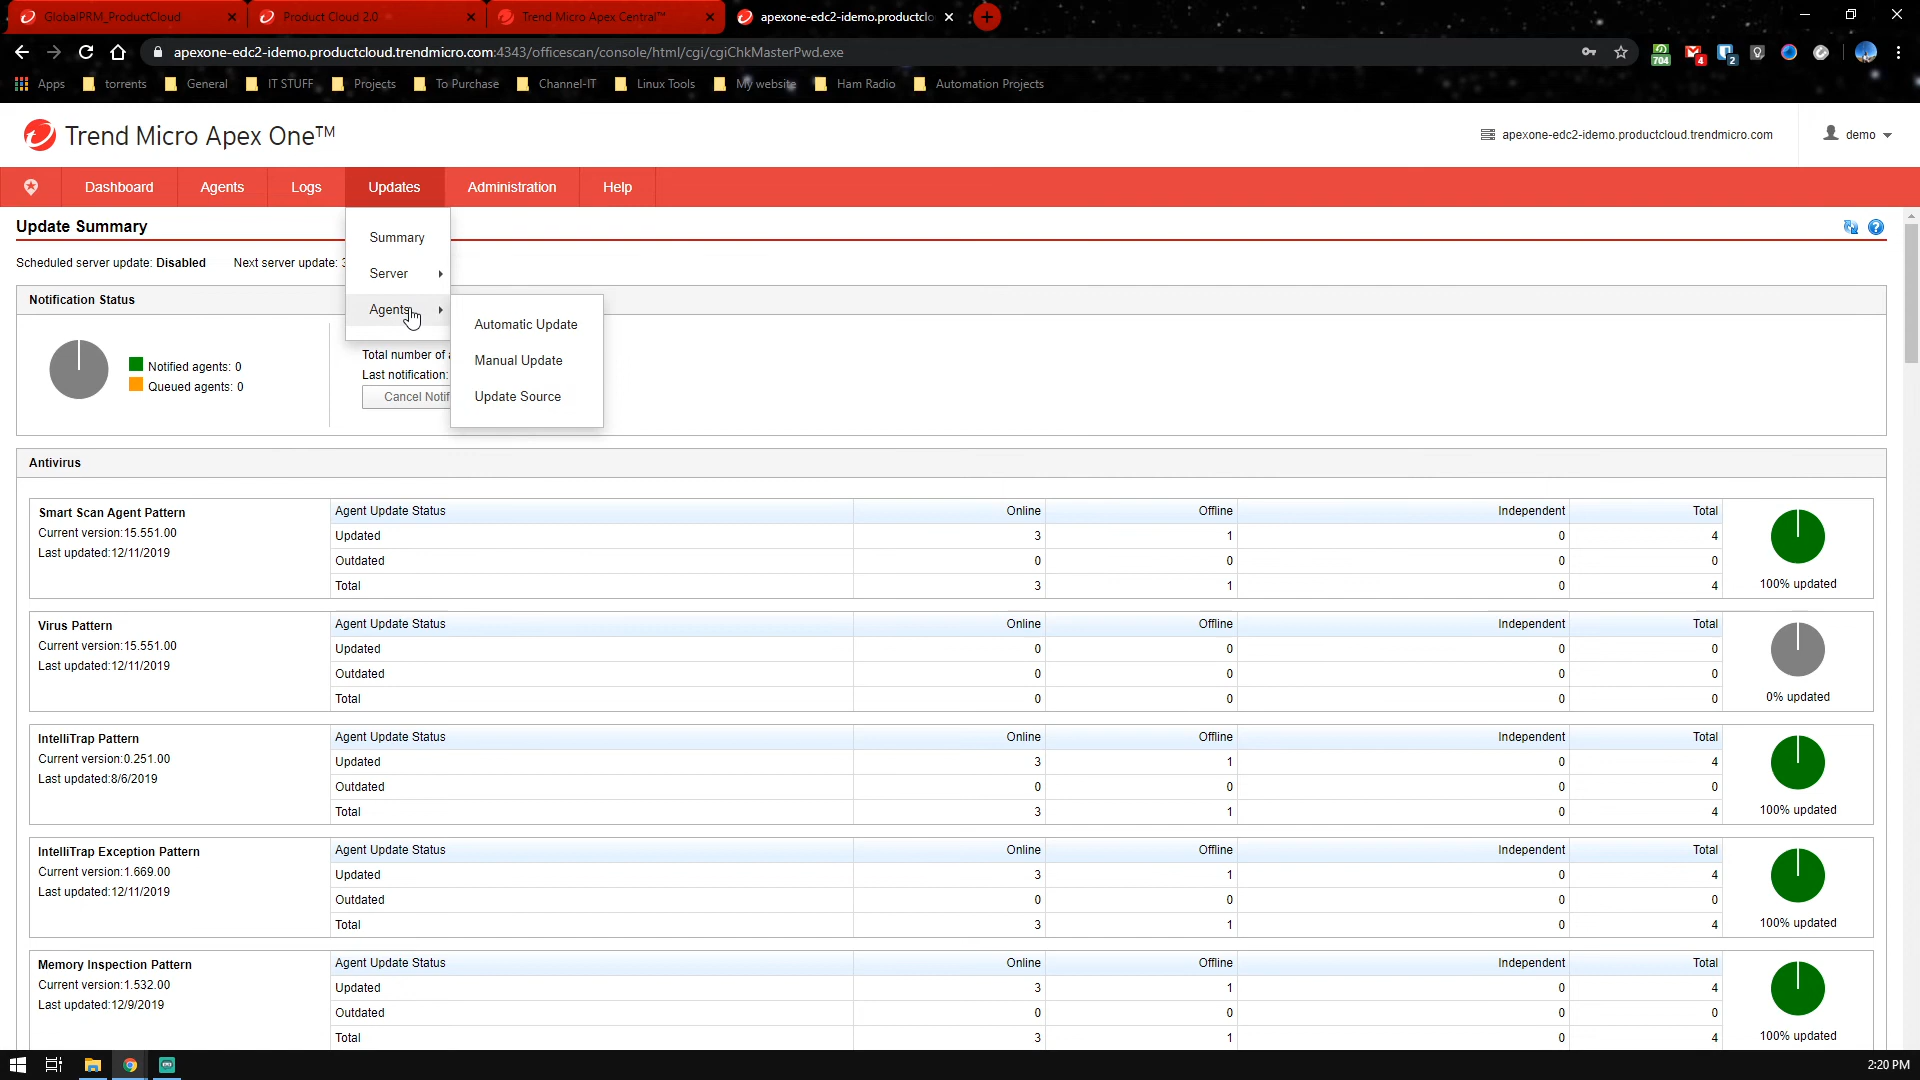 GlobalPRM_ProductCloud
Product Cloud 2.0
Trend Micro Apex Central™
apexone-edc2-idemo.productclo
apexone-edc2-idemo.productcloud.trendmicro.com:4343/officescan/console/html/cgi/cgiChkMasterPwd.exe
704
4
2
Apps
torrents
General
IT STUFF
Projects
To Purchase
Channel-IT
Linux Tools
My website
Ham Radio
Automation Projects
Trend Micro Apex One™
apexone-edc2-idemo.productcloud.trendmicro.com
demo
Dashboard
Agents
Logs
Updates
Administration
Help
Update Summary
Summary
Server
Agents
Automatic Update
Manual Update
Update Source
Scheduled server update: Disabled
Next server update: 3
Notification Status
Notified agents: 0
Queued agents: 0
Total number of a
Last notification:
Cancel Notif
Antivirus
Smart Scan Agent Pattern
Current version:15.551.00
Last updated:12/11/2019
Agent Update Status Online Offline Independent Total
Updated 3 1 0 4
Outdated 0 0 0 0
Total 3 1 0 4
100% updated
Virus Pattern
Current version:15.551.00
Last updated:12/11/2019
Agent Update Status Online Offline Independent Total
Updated 0 0 0 0
Outdated 0 0 0 0
Total 0 0 0 0
0% updated
IntelliTrap Pattern
Current version:0.251.00
Last updated:8/6/2019
Agent Update Status Online Offline Independent Total
Updated 3 1 0 4
Outdated 0 0 0 0
Total 3 1 0 4
100% updated
IntelliTrap Exception Pattern
Current version:1.669.00
Last updated:12/11/2019
Agent Update Status Online Offline Independent Total
Updated 3 1 0 4
Outdated 0 0 0 0
Total 3 1 0 4
100% updated
Memory Inspection Pattern
Current version:1.532.00
Last updated:12/9/2019
Agent Update Status Online Offline Independent Total
Updated 3 1 0 4
Outdated 0 0 0 0
Total 3 1 0 4
100% updated
2:20 PM